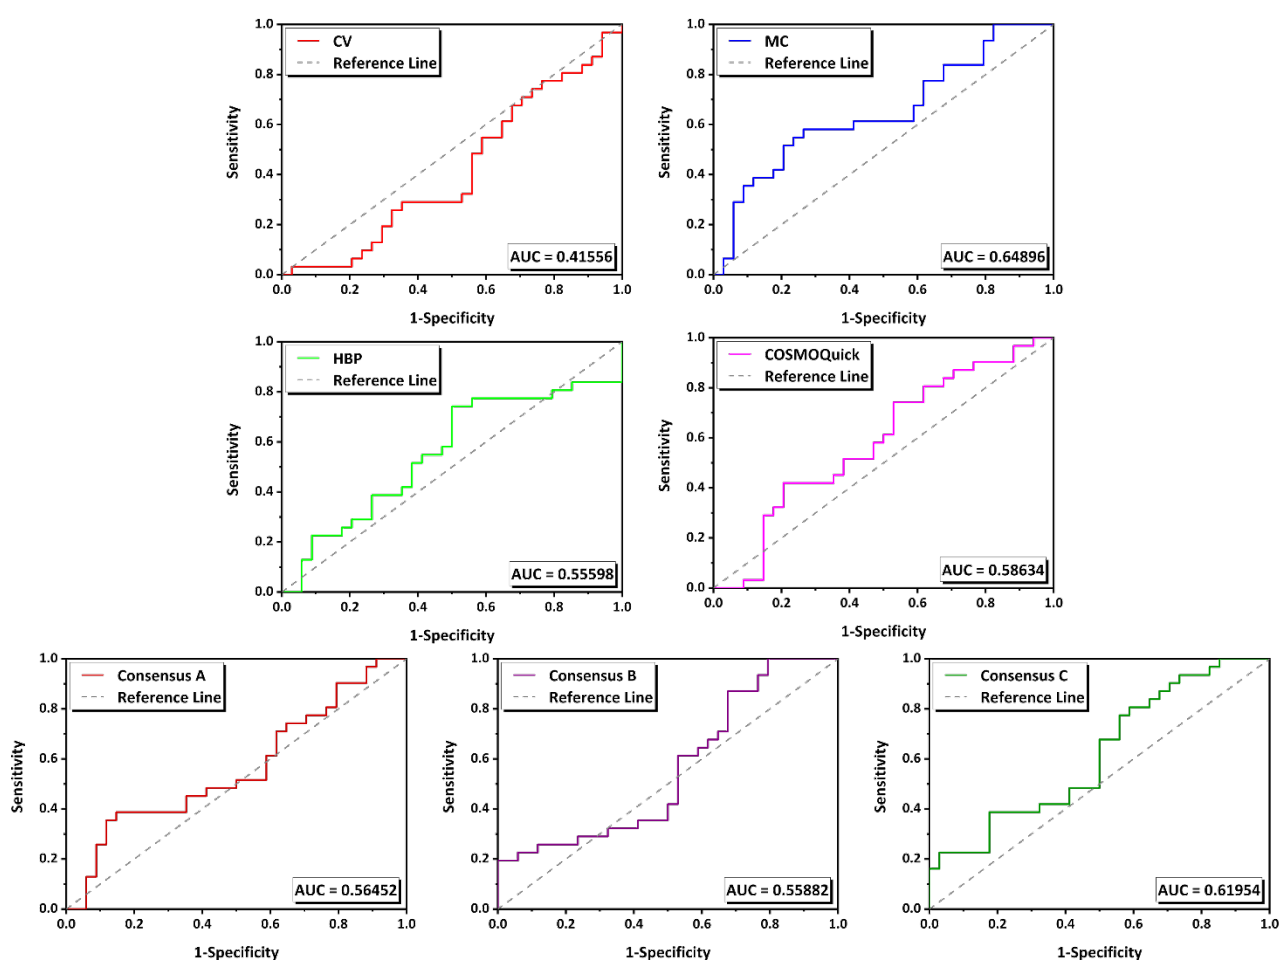 CV
Reference Line
1.0
0.8
0.6
0.4
0.2
0.0
Sensitivity
AUC = 0.41556
0.0 0.2 0.4 0.6 0.8 1.0
1-Specificity
MC
Reference Line
1.0
0.8
0.6
0.4
0.2
0.0
Sensitivity
AUC = 0.64896
0.0 0.2 0.4 0.6 0.8 1.0
1-Specificity
HBP
Reference Line
1.0
0.8
0.6
0.4
0.2
0.0
Sensitivity
AUC = 0.55598
0.0 0.2 0.4 0.6 0.8 1.0
1-Specificity
COSMOQuick
Reference Line
1.0
0.8
0.6
0.4
0.2
0.0
Sensitivity
AUC = 0.58634
0.0 0.2 0.4 0.6 0.8 1.0
1-Specificity
Consensus A
Reference Line
1.0
0.8
0.6
0.4
0.2
0.0
Sensitivity
AUC = 0.56452
0.0 0.2 0.4 0.6 0.8 1.0
1-Specificity
Consensus B
Reference Line
1.0
0.8
0.6
0.4
0.2
0.0
Sensitivity
AUC = 0.55882
0.0 0.2 0.4 0.6 0.8 1.0
1-Specificity
Consensus C
Reference Line
1.0
0.8
0.6
0.4
0.2
0.0
Sensitivity
AUC = 0.61954
0.0 0.2 0.4 0.6 0.8 1.0
1-Specificity